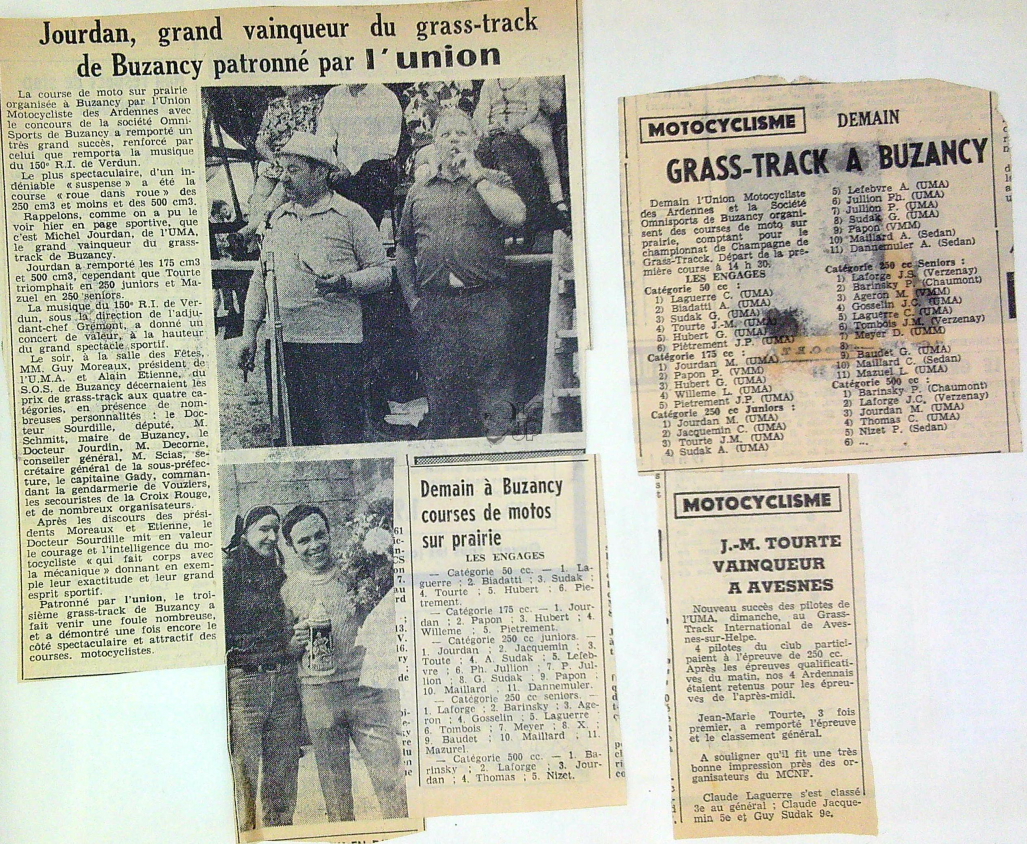 Jourdan, grand vainqueur du grass-track
de Buzancy patronné par l'union
La course de moto sur prairie
organisée à Buzancy par l'Union
Motocycliste des Ardennes avec
le concours de la société Omni-
Sports de Buzancy a remporté un
très grand succès, renforcé par
celui que remporta la musique
du 150e R.I. de Verdun.
Le plus spectaculaire, d'un in-
déniable « suspense » a été la
course « roue dans roue » des
250 cm3 et moins et des 500 cm3.
Rappelons, comme on a pu le
voir hier en page sportive, que
c'est Michel Jourdan, de l'UMA,
le grand vainqueur du grass-
track de Buzancy.
Jourdan a remporté les 175 cm3
et 500 cm3, cependant que Tourte
triomphait en 250 juniors et Ma-
zuel en 250 seniors.
La musique du 150e R.I. de Ver-
dun, sous la direction de l'adju-
dant-chef Grémont, a donné un
concert de valeur, à la hauteur
du grand spectacle sportif.
Le soir, à la salle des Fêtes,
MM. Guy Moreaux, président de
l'U.M.A. et Alain Etienne, du
S.O.S. de Buzancy décernaient les
prix de grass-track aux quatre ca-
tégories, en présence de nom-
breuses personnalités : le Doc-
teur Sourdille, député, M.
Schmitt, maire de Buzancy, le
Docteur Jourdin, M. Decorne,
conseiller général, M. Scias, se-
crétaire général de la sous-préfec-
ture, le capitaine Gady, comman-
dant la gendarmerie de Vouziers,
les secouristes de la Croix Rouge,
et de nombreux organisateurs.
Après les discours des prési-
dents Moreaux et Etienne, le
Docteur Sourdille mit en valeur
le courage et l'intelligence du mo-
tocycliste « qui fait corps avec
la mécanique » donnant en exem-
ple leur exactitude et leur grand
esprit sportif.
Patronné par l'union, le troi-
sième grass-track de Buzancy a
fait venir une foule nombreuse,
et a démontré une fois encore le
côté spectaculaire et attractif des
courses. motocyclistes.
Demain à Buzancy
courses de motos
sur prairie
LES ENGAGES
— Catégorie 50 cc. — 1. La-
guerre ; 2. Biadatti ; 3. Sudak ;
4. Tourte ; 5. Hubert ; 6. Pie-
trement.
— Catégorie 175 cc. — 1. Jour-
dan ; 2. Papon ; 3. Hubert ; 4.
Willeme ; 5. Pietrement.
— Catégorie 250 cc juniors. —
1. Jourdan ; 2. Jacquemin ; 3.
Toute ; 4. A. Sudak ; 5. Lefeb-
vre ; 6. Ph. Jullion ; 7. P. Jul-
lion ; 8. G. Sudak ; 9. Papon ;
10. Maillard ; 11. Dannemuler.
— Catégorie 250 cc seniors. —
1. Laforge ; 2. Barinsky ; 3. Age-
ron ; 4. Gosselin ; 5. Laguerre ;
6. Tombois ; 7. Meyer ; 8. X. ;
9. Baudet ; 10. Maillard ; 11.
Mazurel.
— Catégorie 500 cc. — 1. Ba-
rinsky ; 2. Laforge ; 3. Jour-
dan ; 4. Thomas ; 5. Nizet.
MOTOCYCLISME DEMAIN
GRASS-TRACK A BUZANCY
Demain l'Union Motocycliste
des Ardennes et la Société
Omnisports de Buzancy organi-
sent des courses de moto sur
prairie, comptant pour le
championnat de Champagne de
Grass-Tracck. Départ de la pre-
mière course à 14 h 30.
LES ENGAGES
Catégorie 50 cc :
1) Laguerre C. (UMA)
2) Biadatti A. (UMA)
3) Sudak G. (UMA)
4) Tourte J.-M. (UMA)
5) Hubert G. (UMA)
6) Piètrement J.P. (UMA)
Catégorie 175 cc :
1) Jourdan M. (UMA)
2) Papon P. (VMM)
3) Hubert G. (UMA)
4) Willeme L. (UMA)
5) Pietrement J.P. (UMA)
Catégorie 250 cc Juniors :
1) Jourdan M. (UMA)
2) Jacquemin C. (UMA)
3) Tourte J.M. (UMA)
4) Sudak A. (UMA)
5) Lefebvre A. (UMA)
6) Jullion Ph. (UMA)
7) Jullion P. (UMA)
8) Sudak G. (UMA)
9) Papon (VMM)
10) Maillard A. (Sedan)
11) Dannemuler A. (Sedan)
Catégorie 250 cc Seniors :
1) Laforge J.S. (Verzenay)
2) Barinsky P. (Chaumont)
3) Ageron M. (VMM)
4) Gosselin J.C. (UMA)
5) Laguerre C. (UMA)
6) Tombois J.M. (Verzenay)
7) Meyer D. (UMM)
9) Baudet G. (UMA)
10) Maillard C. (Sedan)
11) Mazuel L. (UMA)
Catégorie 500 cc :
1) Barinsky P. (Chaumont)
2) Laforge J.C. (Verzenay)
3) Jourdan M. (UMA)
4) Thomas C. (UMA)
5) Nizet P. (Sedan)
6) ...
MOTOCYCLISME
J.-M. TOURTE
VAINQUEUR
A AVESNES
Nouveau succès des pilotes de
l'UMA, dimanche, au Grass-
Track International de Aves-
nes-sur-Helpe.
4 pilotes du club partici-
paient à l'épreuve de 250 cc.
Après les épreuves qualificati-
ves du matin, nos 4 Ardennais
étaient retenus pour les épreu-
ves de l'après-midi.
Jean-Marie Tourte, 3 fois
premier, a remporté l'épreuve
et le classement général.
A souligner qu'il fit une très
bonne impression près des or-
ganisateurs du MCNF.
Claude Laguerre s'est classé
3e au général ; Claude Jacque-
min 5e et Guy Sudak 9e.